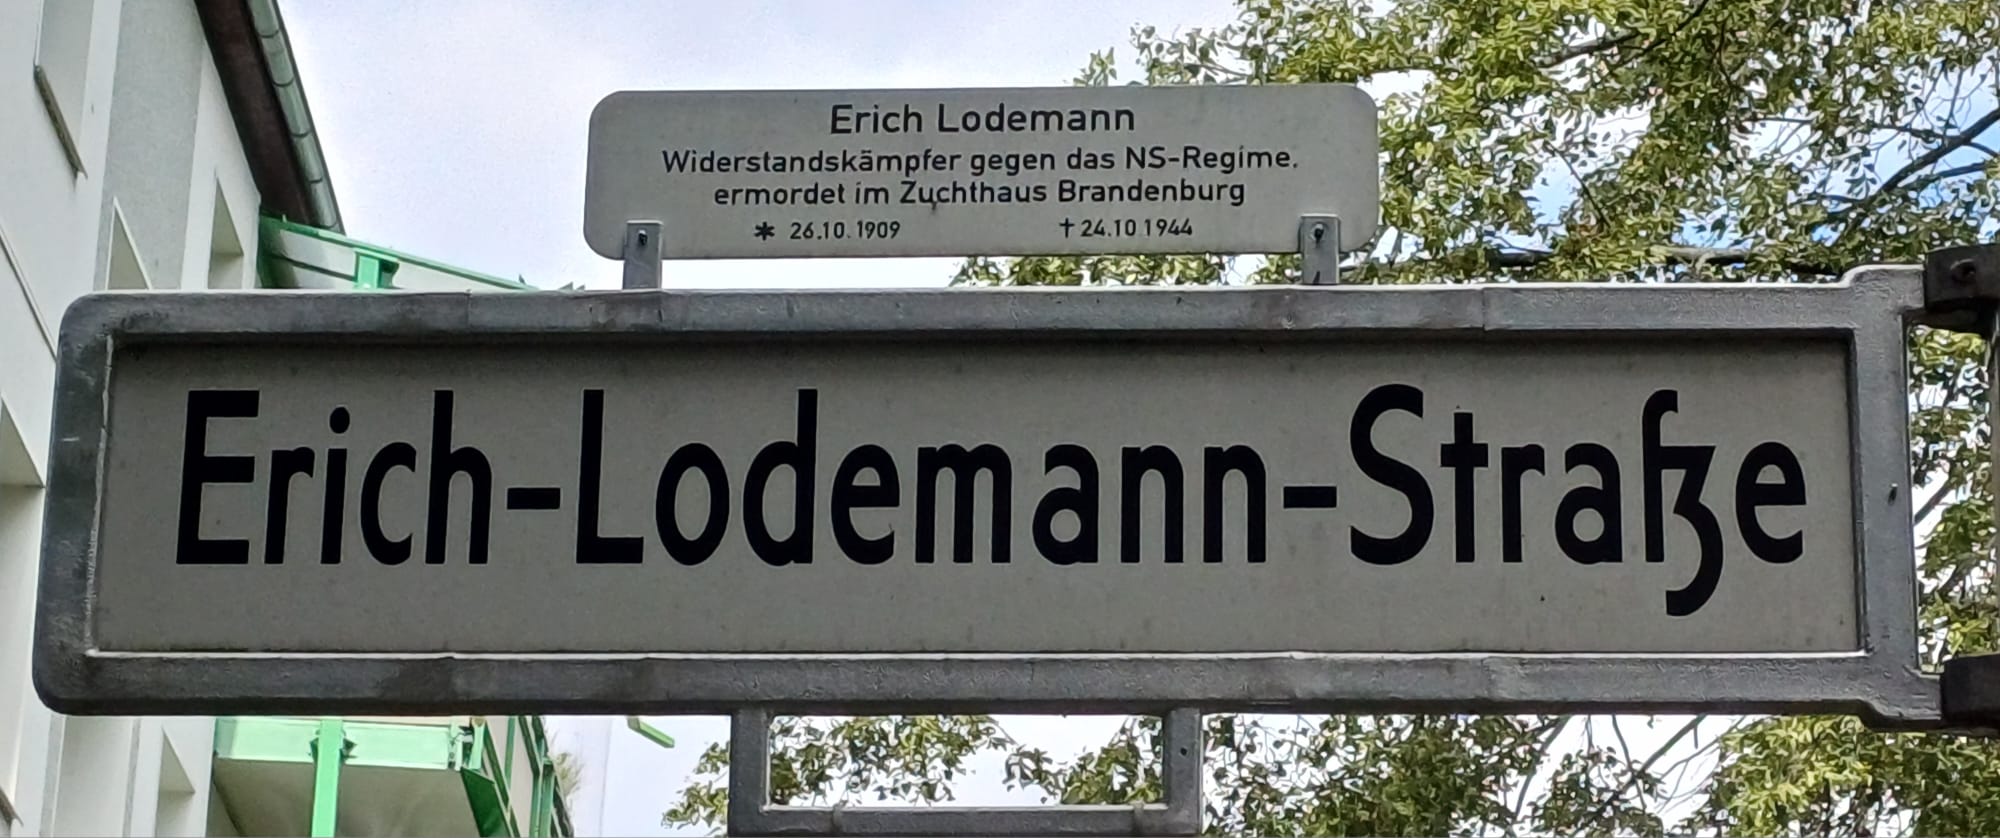 Erich Lodemann
Widerstandskämpfer gegen das NS-Regime,
ermordet im Zuchthaus Brandenburg
* 26.10.1909 † 24.10.1944
Erich-Lodemann-Straße